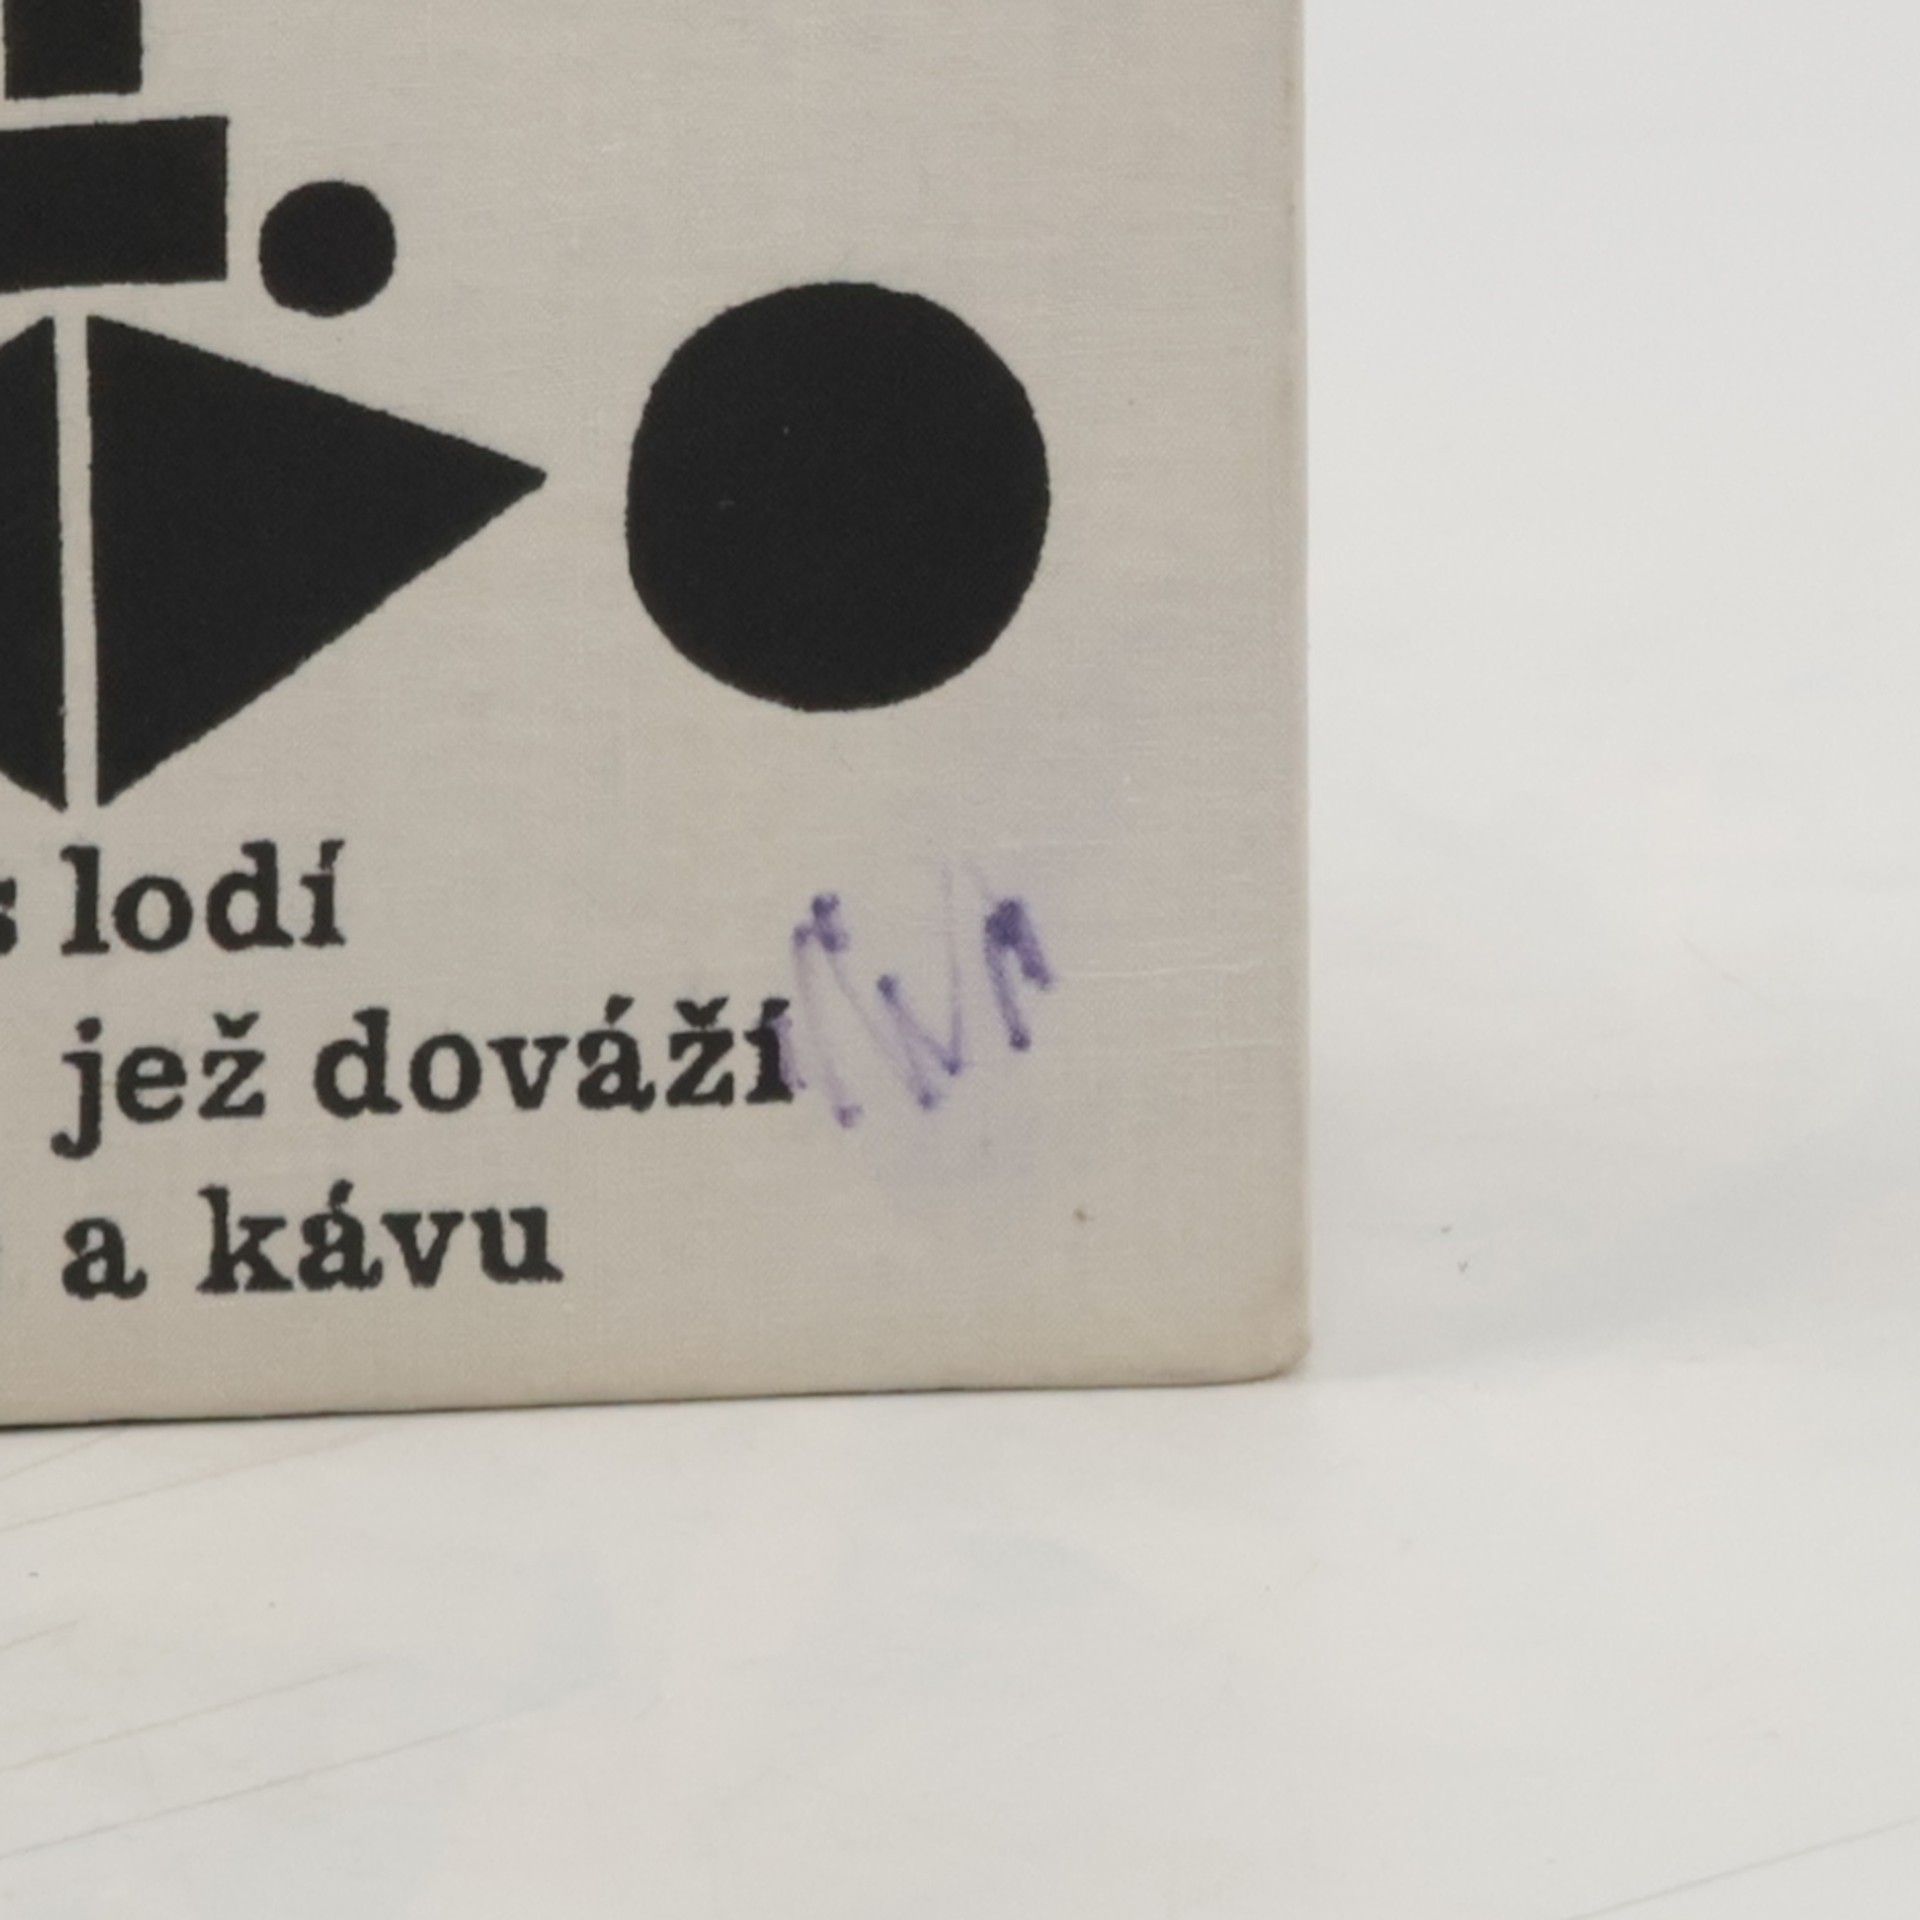 s lodí
jež dováží
a kávu